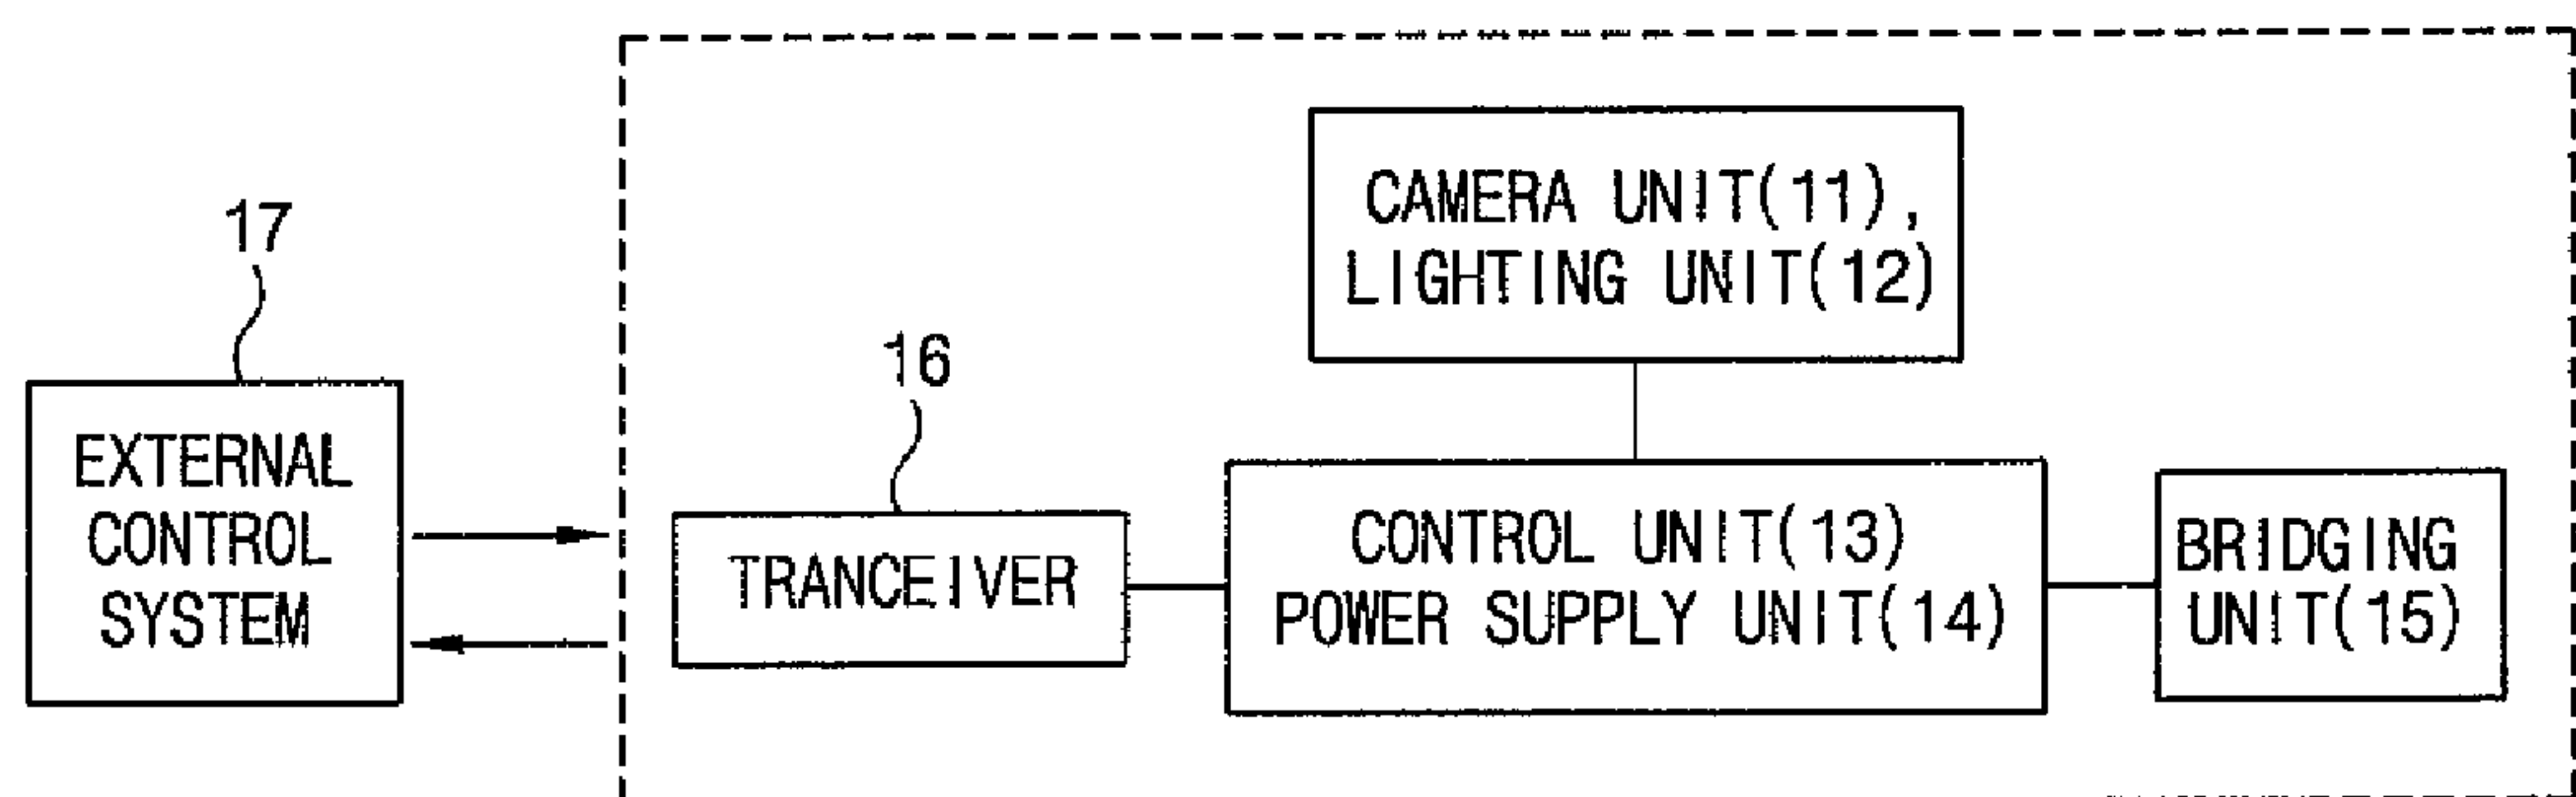 17
EXTERNAL
CONTROL
SYSTEM
16
TRANCEIVER
CAMERA UNIT(11),
LIGHTING UNIT(12)
CONTROL UNIT(13)
POWER SUPPLY UNIT(14)
BRIDGING
UNIT(15)